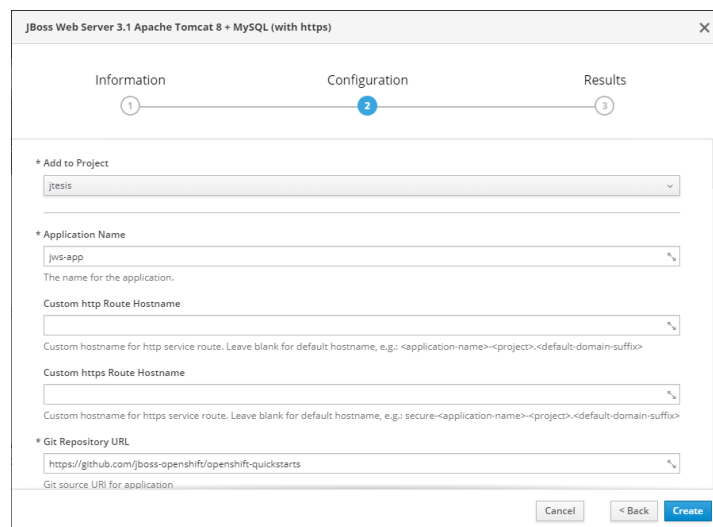 JBoss Web Server 3.1 Apache Tomcat 8 + MySQL (with https)
Information
Configuration
Results
1
2
3
* Add to Project
jtesis
* Application Name
jws-app
The name for the application.
Custom http Route Hostname
Custom hostname for http service route. Leave blank for default hostname, e.g.: <application-name>-<project>.<default-domain-suffix>
Custom https Route Hostname
Custom hostname for https service route. Leave blank for default hostname, e.g.: secure-<application-name>-<project>.<default-domain-suffix>
* Git Repository URL
https://github.com/jboss-openshift/openshift-quickstarts
Git source URI for application
Cancel
< Back
Create